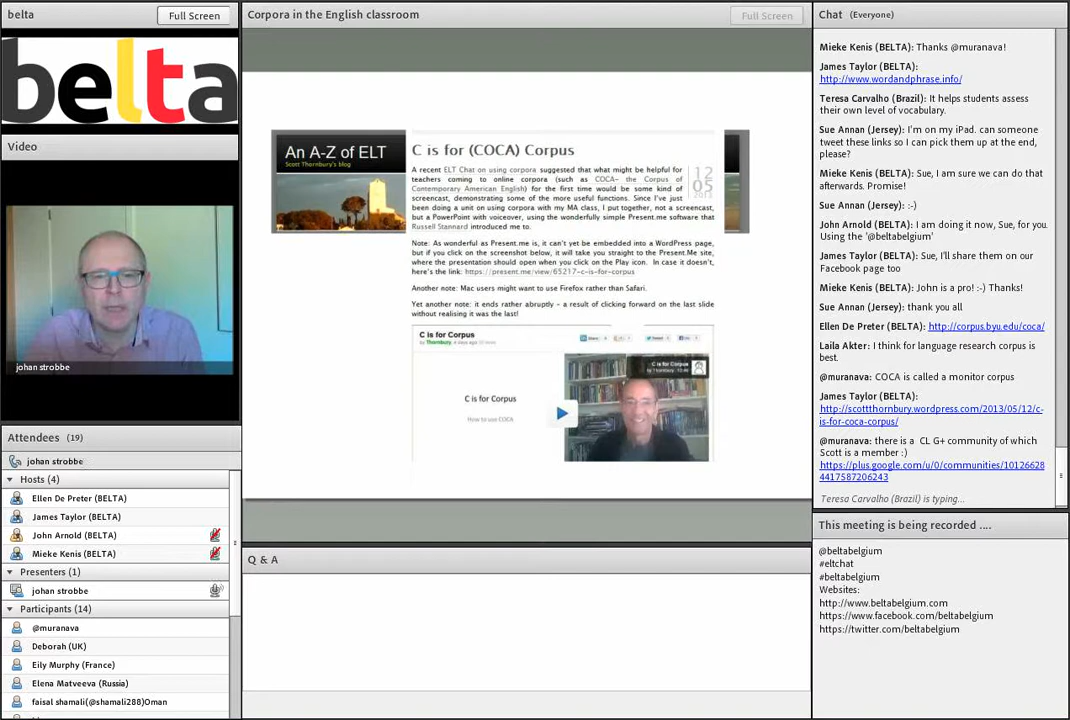 belta
Full Screen
belta
Video
johan strobbe
Attendees (19)
johan strobbe
Hosts (4)
Ellen De Preter (BELTA)
James Taylor (BELTA)
John Arnold (BELTA)
Mieke Kenis (BELTA)
Presenters (1)
johan strobbe
Participants (14)
@muranava
Deborah (UK)
Eily Murphy (France)
Elena Matveeva (Russia)
faisal shamali(@shamali288)Oman
Corpora in the English classroom
Full Screen
An A-Z of ELT
Scott Thornbury's blog
C is for (COCA) Corpus
12
05
2013
A recent ELT Chat on using corpora suggested that what might be helpful for
teachers coming to online corpora (such as COCA– the Corpus of
Contemporary American English) for the first time would be some kind of
screencast, demonstrating some of the more useful functions. Since I've just
been doing a unit on using corpora with my MA class, I put together, not a screencast,
but a PowerPoint with voiceover, using the wonderfully simple Present.me software that
Russell Stannard introduced me to.
Note: As wonderful as Present.me is, it can't yet be embedded into a WordPress page,
but if you click on the screenshot below, it will take you straight to the Present.Me site,
where the presentation should open when you click on the Play icon. In case it doesn't,
here's the link: https://present.me/view/65217-c-is-for-corpus
Another note: Mac users might want to use Firefox rather than Safari.
Yet another note: it ends rather abruptly – a result of clicking forward on the last slide
without realising it was the last!
C is for Corpus
by Thornbury
C is for Corpus
How to use COCA
C is for Corpus
Q & A
Chat (Everyone)
Mieke Kenis (BELTA): Thanks @muranava!
James Taylor (BELTA):
http://www.wordandphrase.info/
Teresa Carvalho (Brazil): It helps students assess
their own level of vocabulary.
Sue Annan (Jersey): I'm on my iPad. can someone
tweet these links so I can pick them up at the end,
please?
Mieke Kenis (BELTA): Sue, I am sure we can do that
afterwards. Promise!
Sue Annan (Jersey): :-)
John Arnold (BELTA): I am doing it now, Sue, for you.
Using the '@beltabelgium'
James Taylor (BELTA): Sue, I'll share them on our
Facebook page too
Mieke Kenis (BELTA): John is a pro! :-) Thanks!
Sue Annan (Jersey): thank you all
Ellen De Preter (BELTA): http://corpus.byu.edu/coca/
Laila Akter: I think for language research corpus is
best.
@muranava: COCA is called a monitor corpus
James Taylor (BELTA):
http://scottthornbury.wordpress.com/2013/05/12/c-
is-for-coca-corpus/
@muranava: there is a CL G+ community of which
Scott is a member :)
https://plus.google.com/u/0/communities/10126628
4417587206243
Teresa Carvalho (Brazil) is typing...
This meeting is being recorded ....
@beltabelgium
#eltchat
#beltabelgium
Websites:
http://www.beltabelgium.com
https://www.facebook.com/beltabelgium
https://twitter.com/beltabelgium